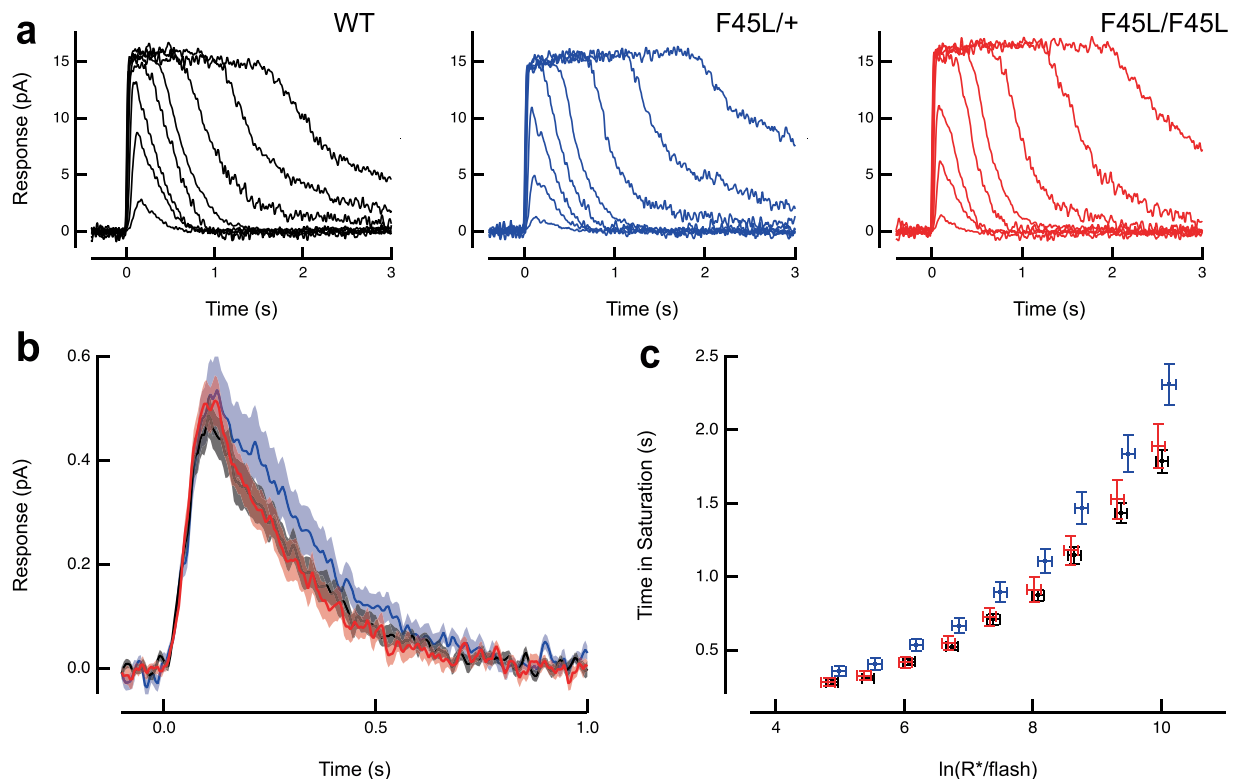 a
WT
F45L/+
F45L/F45L
Response (pA)
15
10
5
0
0 1 2 3
Time (s)
15
10
5
0
0 1 2 3
Time (s)
15
10
5
0
0 1 2 3
Time (s)
b
Response (pA)
0.6
0.4
0.2
0.0
0.0 0.5 1.0
Time (s)
c
Time in Saturation (s)
2.5
2.0
1.5
1.0
0.5
4 6 8 10
ln(R*/flash)